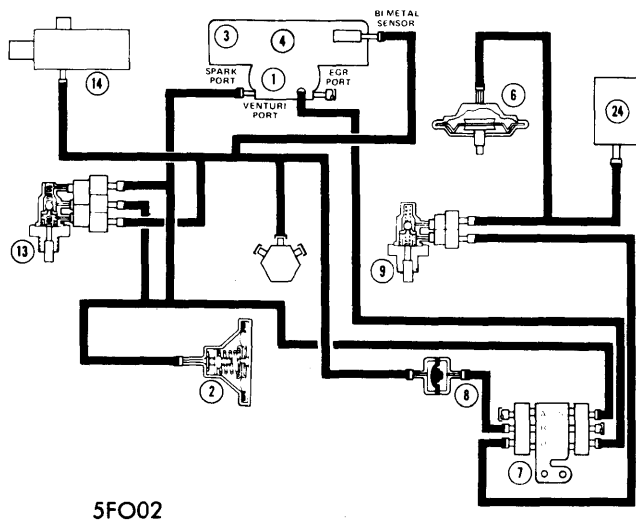 BI METAL
SENSOR
3
4
SPARK
PORT
1
EGR
PORT
VENTURI
PORT
14
6
24
13
9
2
8
7
5FO02